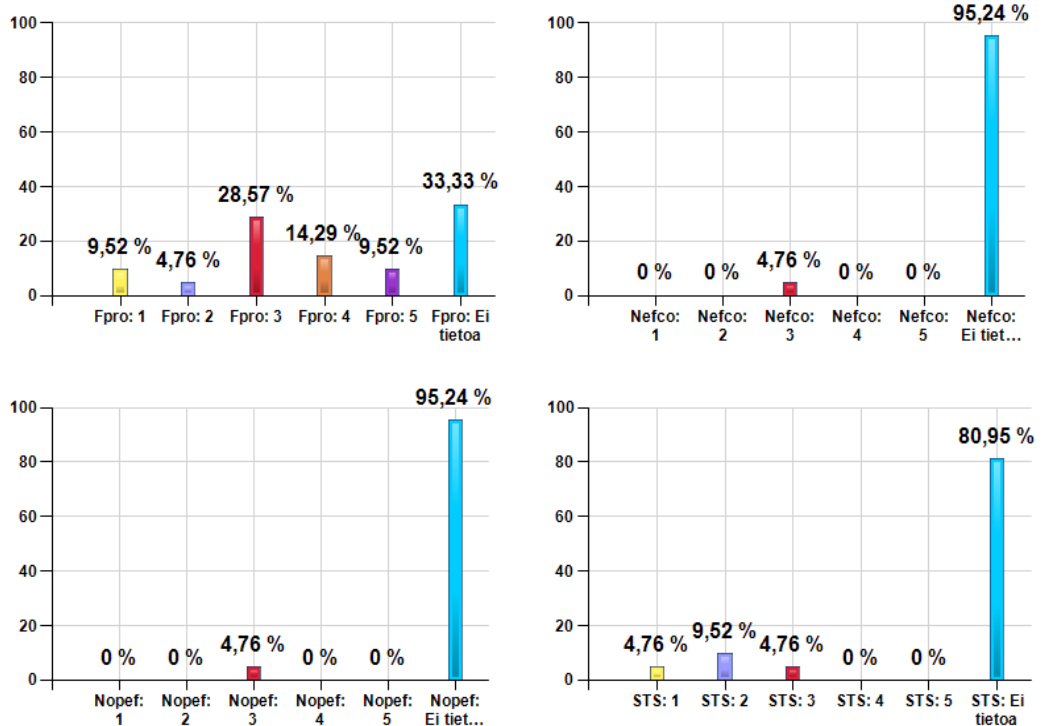 100
80
60
40
20
0
9,52 %
4,76 %
28,57 %
14,29 %
9,52 %
33,33 %
Fpro: 1
Fpro: 2
Fpro: 3
Fpro: 4
Fpro: 5
Fpro: Ei
tietoa
100
80
60
40
20
0
0 %
0 %
4,76 %
0 %
0 %
95,24 %
Nefco:
1
Nefco:
2
Nefco:
3
Nefco:
4
Nefco:
5
Nefco:
Ei tiet...
100
80
60
40
20
0
0 %
0 %
4,76 %
0 %
0 %
95,24 %
Nopef:
1
Nopef:
2
Nopef:
3
Nopef:
4
Nopef:
5
Nopef:
Ei tiet...
100
80
60
40
20
0
4,76 %
9,52 %
4,76 %
0 %
0 %
80,95 %
STS: 1
STS: 2
STS: 3
STS: 4
STS: 5
STS: Ei
tietoa